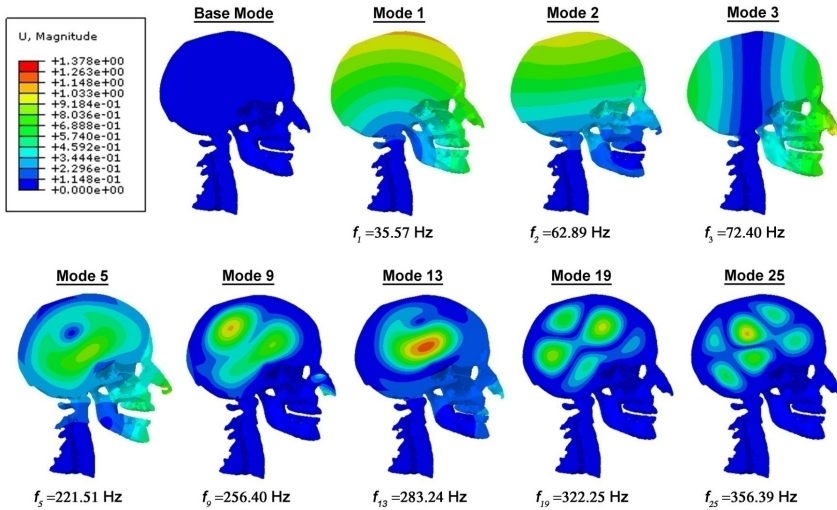 Base Mode
Mode 1
Mode 2
Mode 3
U, Magnitude
+1.378e+00
+1.263e+00
+1.148e+00
+1.033e+00
+9.184e-01
+8.036e-01
+6.888e-01
+5.740e-01
+4.592e-01
+3.444e-01
+2.296e-01
+1.148e-01
+0.000e+00
f1 =35.57 Hz
f2 =62.89 Hz
f3 =72.40 Hz
Mode 5
Mode 9
Mode 13
Mode 19
Mode 25
f5 =221.51 Hz
f9 =256.40 Hz
f13 =283.24 Hz
f19 =322.25 Hz
f25 =356.39 Hz